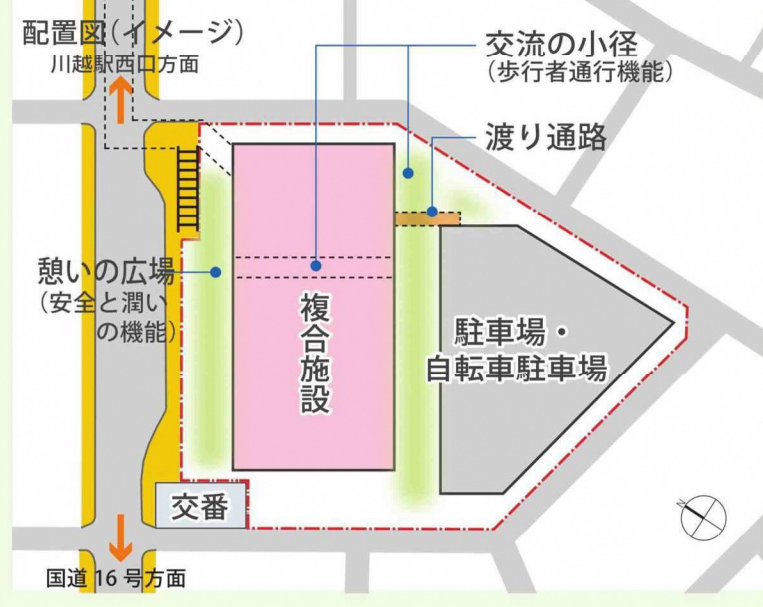 配置図(イメージ)
川越駅西口方面
交流の小径
(歩行者通行機能)
渡り通路
憩いの広場
(安全と潤い
の機能)
複合施設
駐車場・
自転車駐車場
交番
国道16号方面
N